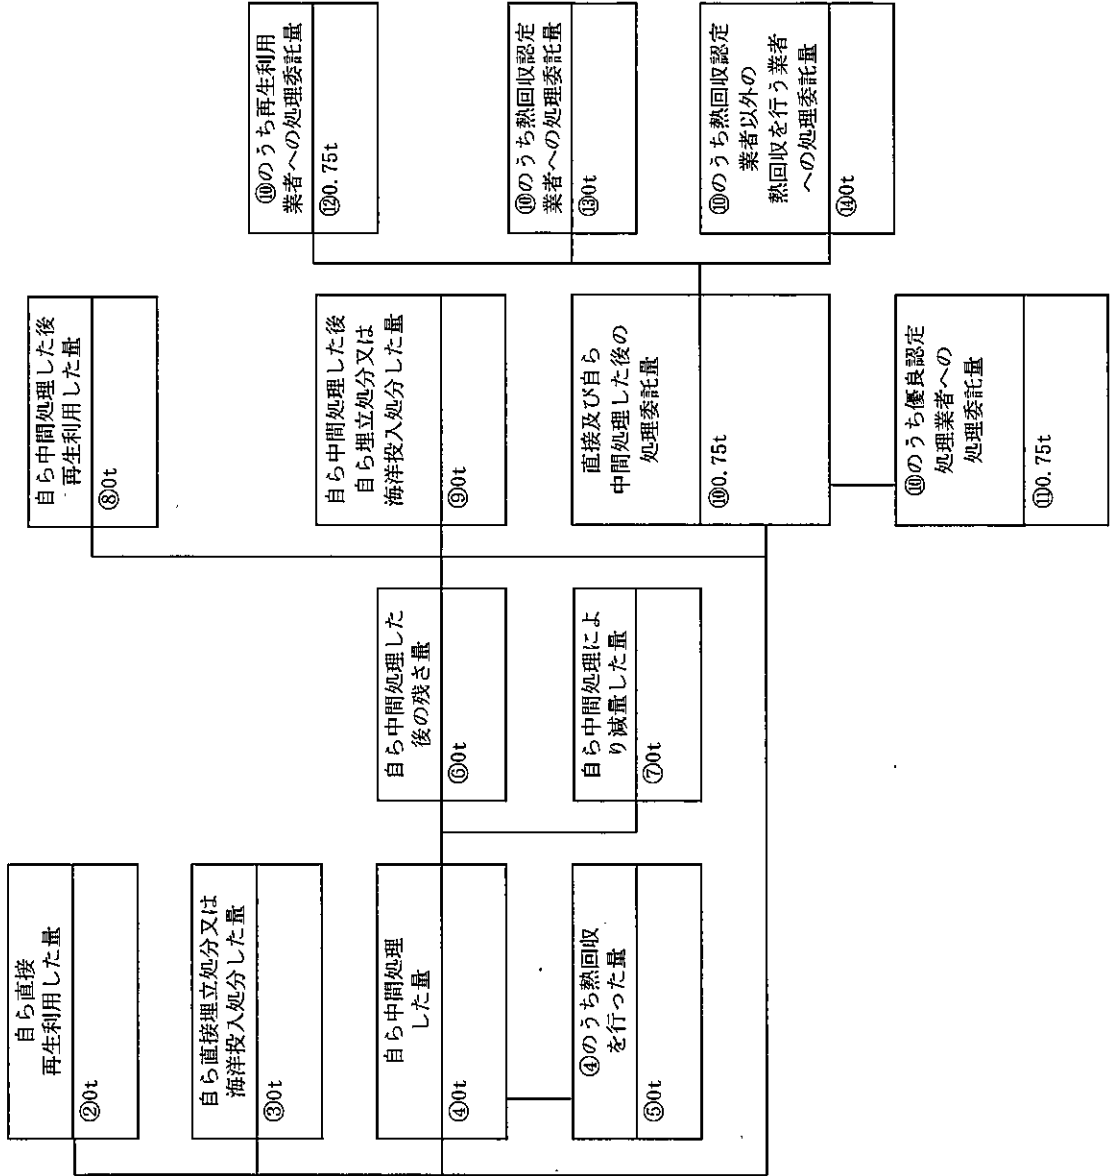 自ら直接
再生利用した量
②0t
自ら直接埋立処分又は
海洋投入処分した量
③0t
自ら中間処理
した量
④0t
④のうち熱回収
を行った量
⑤0t
自ら中間処理した
後の残さ量
⑥0t
自ら中間処理によ
り減量した量
⑦0t
自ら中間処理した後
再生利用した量
⑧0t
自ら中間処理した後
自ら埋立処分又は
海洋投入処分した量
⑨0t
直接及び自ら
中間処理した後の
処理委託量
⑩0.75t
⑩のうち優良認定
処理業者への
処理委託量
⑪0.75t
⑩のうち再生利用
業者への処理委託量
⑫0.75t
⑩のうち熱回収認定
業者への処理委託量
⑬0t
⑩のうち熱回収認定
業者以外の
熱回収を行う業者
への処理委託量
⑭0t